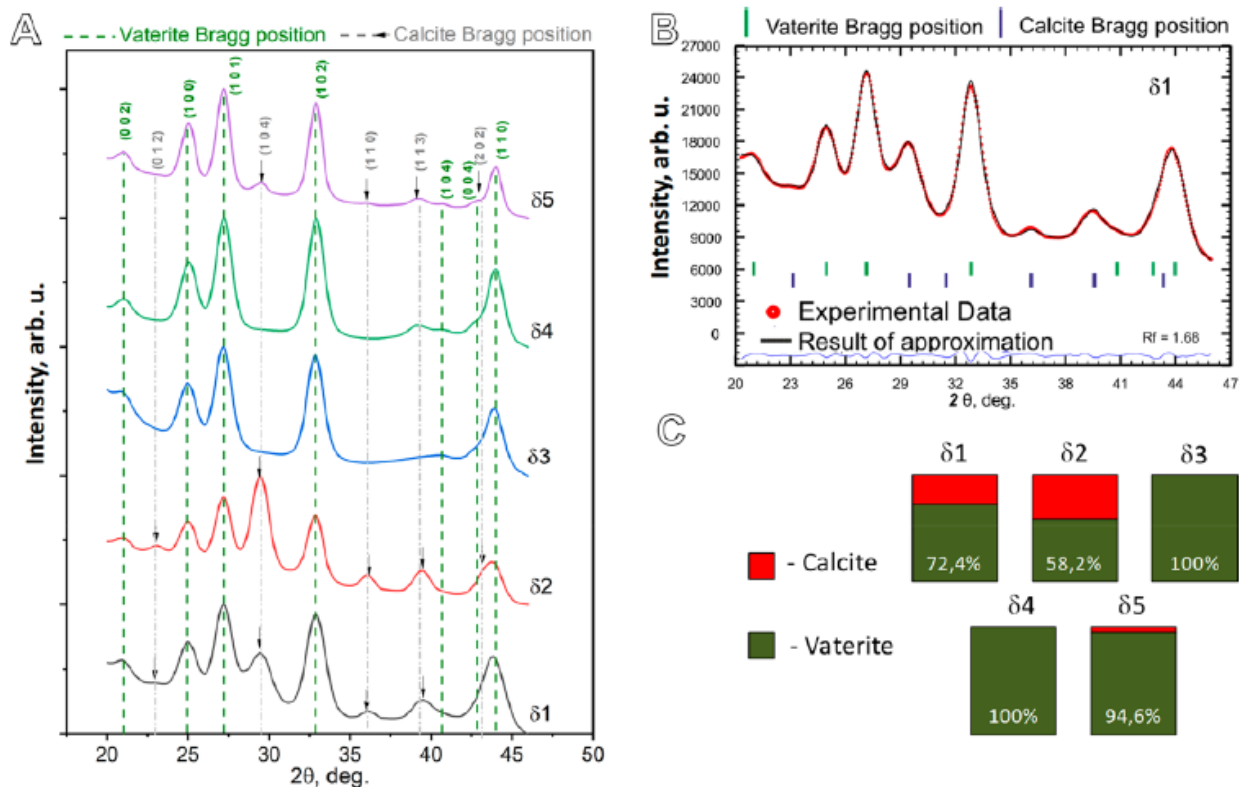 A
Vaterite Bragg position
Calcite Bragg position
(0 0 2)
(0 1 2)
(1 0 0)
(1 0 1)
(1 0 4)
(1 0 2)
(1 1 0)
(1 1 3)
(1 0 4)
(0 0 4)
(2 0 2)
(1 1 0)
δ5
δ4
δ3
δ2
δ1
Intensity, arb. u.
20 25 30 35 40 45 50
2θ, deg.
B
Vaterite Bragg position
Calcite Bragg position
27000
24000
21000
18000
15000
12000
9000
6000
3000
0
Intensity, arb. u.
δ1
Experimental Data
Result of approximation
Rf = 1.68
20 23 26 29 32 35 38 41 44 47
2 θ, deg.
C
δ1 δ2 δ3
72,4% 58,2% 100%
- Calcite
δ4 δ5
- Vaterite
100% 94,6%